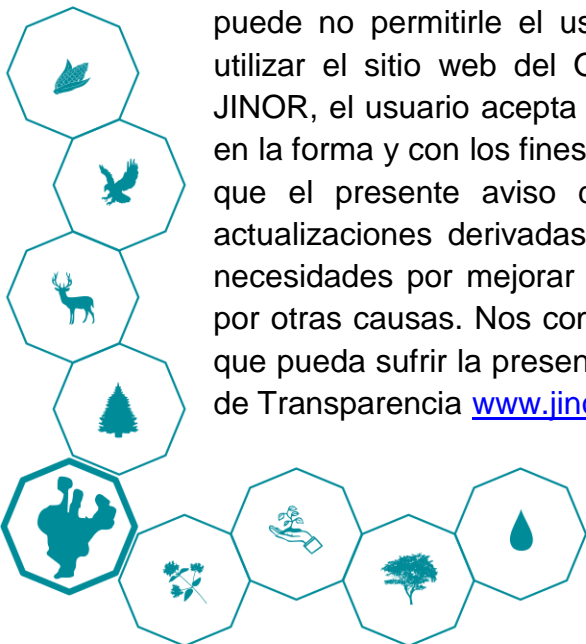 puede no permitirle el us
utilizar el sitio web del
JINOR, el usuario acepta
en la forma y con los fines
que el presente aviso
actualizaciones derivadas
necesidades por mejorar
por otras causas. Nos
que pueda sufrir la presen
de Transparencia www.jin